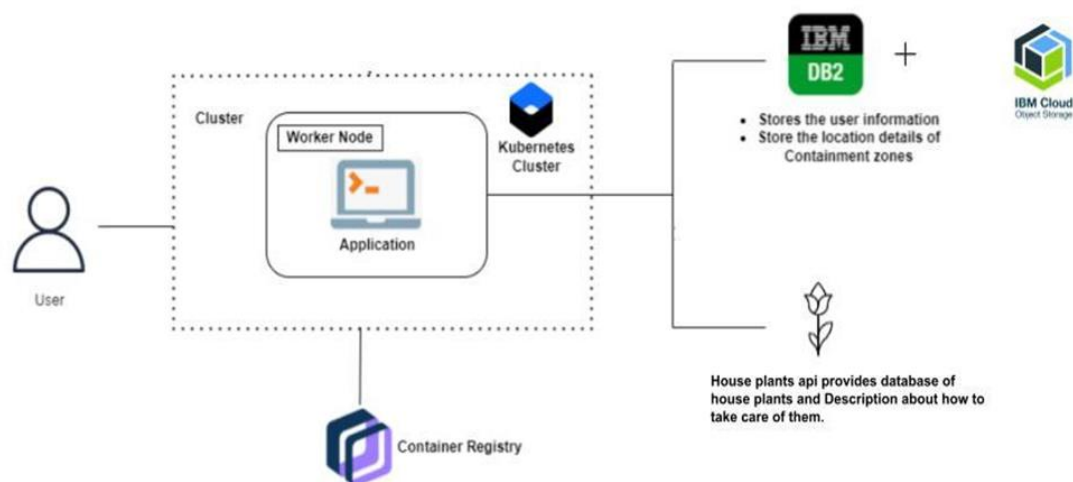 IBM
DB2
+
IBM Cloud
Object Storage
• Stores the user information
• Store the location details of
Containment zones
Cluster
Worker Node
Kubernetes
Cluster
Application
User
House plants api provides database of
house plants and Description about how to
take care of them.
Container Registry